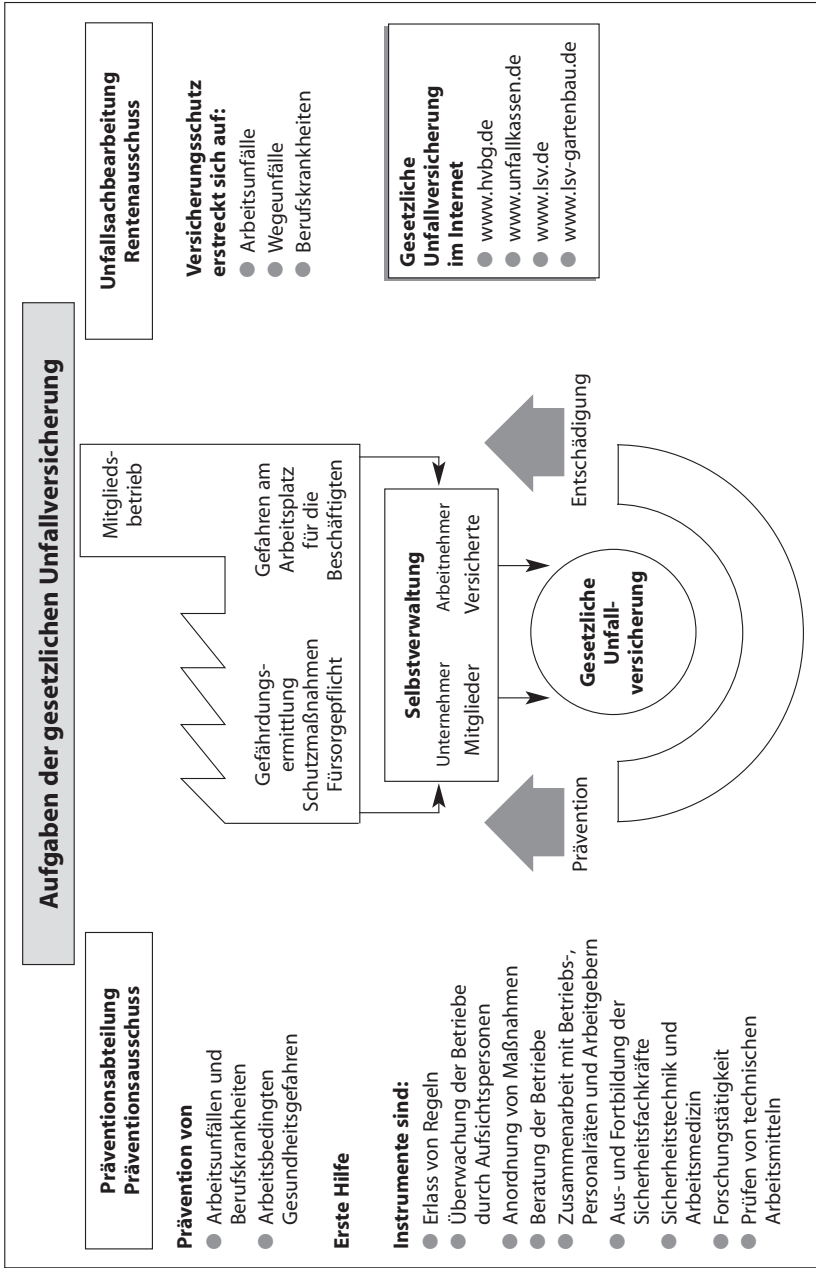 Aufgaben der gesetzlichen Unfallversicherung
Präventionsabteilung
Präventionsausschuss
Prävention von
● Arbeitsunfällen und
Berufskrankheiten
● Arbeitsbedingten
Gesundheitsgefahren
Erste Hilfe
Instrumente sind:
● Erlass von Regeln
● Überwachung der Betriebe
durch Aufsichtspersonen
● Anordnung von Maßnahmen
● Beratung der Betriebe
● Zusammenarbeit mit Betriebs-,
Personalräten und Arbeitgebern
● Aus- und Fortbildung der
Sicherheitsfachkräfte
● Sicherheitstechnik und
Arbeitsmedizin
● Forschungstätigkeit
● Prüfen von technischen
Arbeitsmitteln
Mitglieds-
betrieb
Gefährdungs-
ermittlung
Schutzmaßnahmen
Fürsorgepflicht
Gefahren am
Arbeitsplatz
für die
Beschäftigten
Selbstverwaltung
Unternehmer
Mitglieder
Arbeitnehmer
Versicherte
Prävention
Entschädigung
Gesetzliche
Unfall-
versicherung
Unfallsachbearbeitung
Rentenausschuss
Versicherungsschutz
erstreckt sich auf:
● Arbeitsunfälle
● Wegeunfälle
● Berufskrankheiten
Gesetzliche
Unfallversicherung
im Internet
● www.hvbg.de
● www.unfallkassen.de
● www.lsv.de
● www.lsv-gartenbau.de